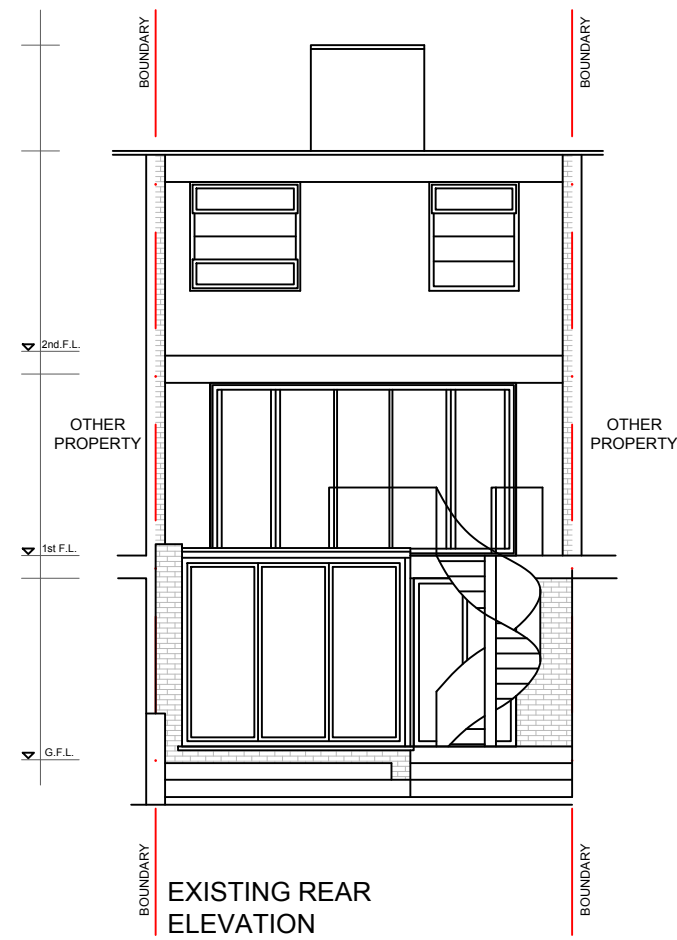 BOUNDARY
BOUNDARY
2nd.F.L.
OTHER
PROPERTY
OTHER
PROPERTY
1st F.L.
G.F.L.
BOUNDARY
BOUNDARY
EXISTING REAR
ELEVATION